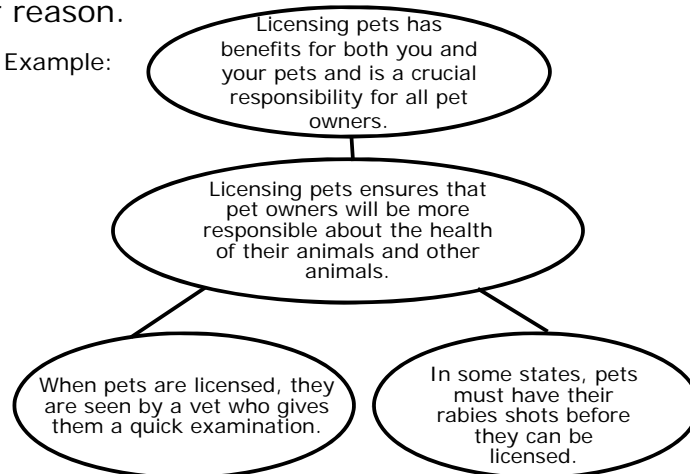 r reason.
Example:
Licensing pets has
benefits for both you and
your pets and is a crucial
responsibility for all pet
owners.
Licensing pets ensures that
pet owners will be more
responsible about the health
of their animals and other
animals.
When pets are licensed, they
are seen by a vet who gives
them a quick examination.
In some states, pets
must have their
rabies shots before
they can be
licensed.